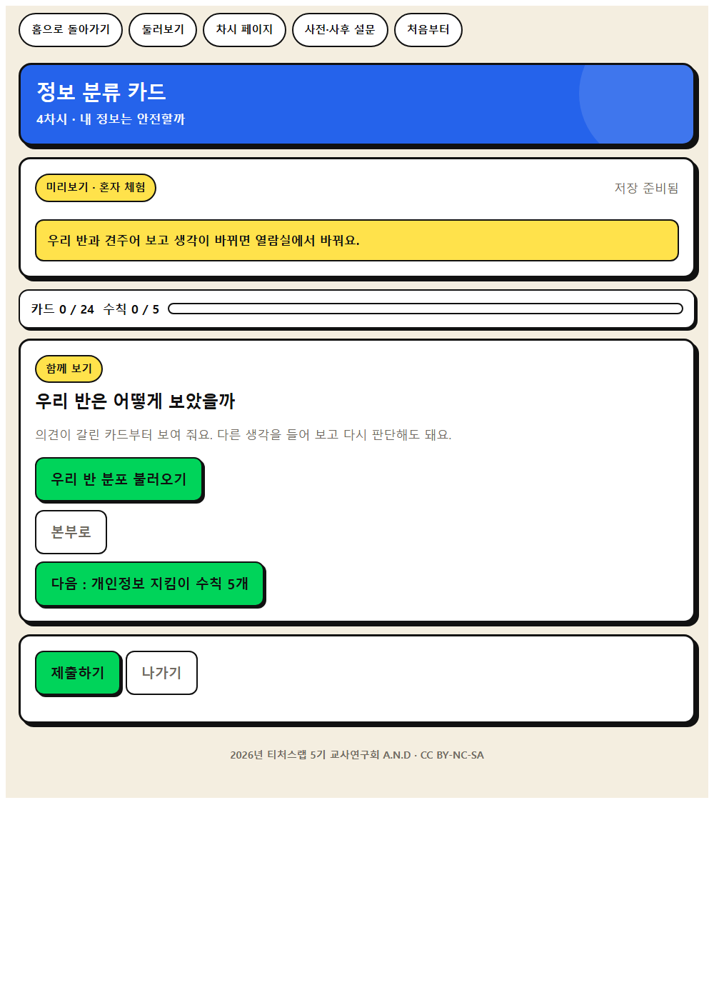 홈으로 돌아가기 둘러보기 차시 페이지 사전·사후 설문 처음부터
정보 분류 카드
4차시 · 내 정보는 안전할까
미리보기 · 혼자 체험 저장 준비됨
우리 반과 견주어 보고 생각이 바뀌면 열람실에서 바꿔요.
카드 0 / 24 수칙 0 / 5
함께 보기
우리 반은 어떻게 보았을까
의견이 갈린 카드부터 보여 줘요. 다른 생각을 들어 보고 다시 판단해도 돼요.
우리 반 분포 불러오기
본부로
다음 : 개인정보 지킴이 수칙 5개
제출하기 나가기
2026년 티처스랩 5기 교사연구회 A.N.D · CC BY-NC-SA